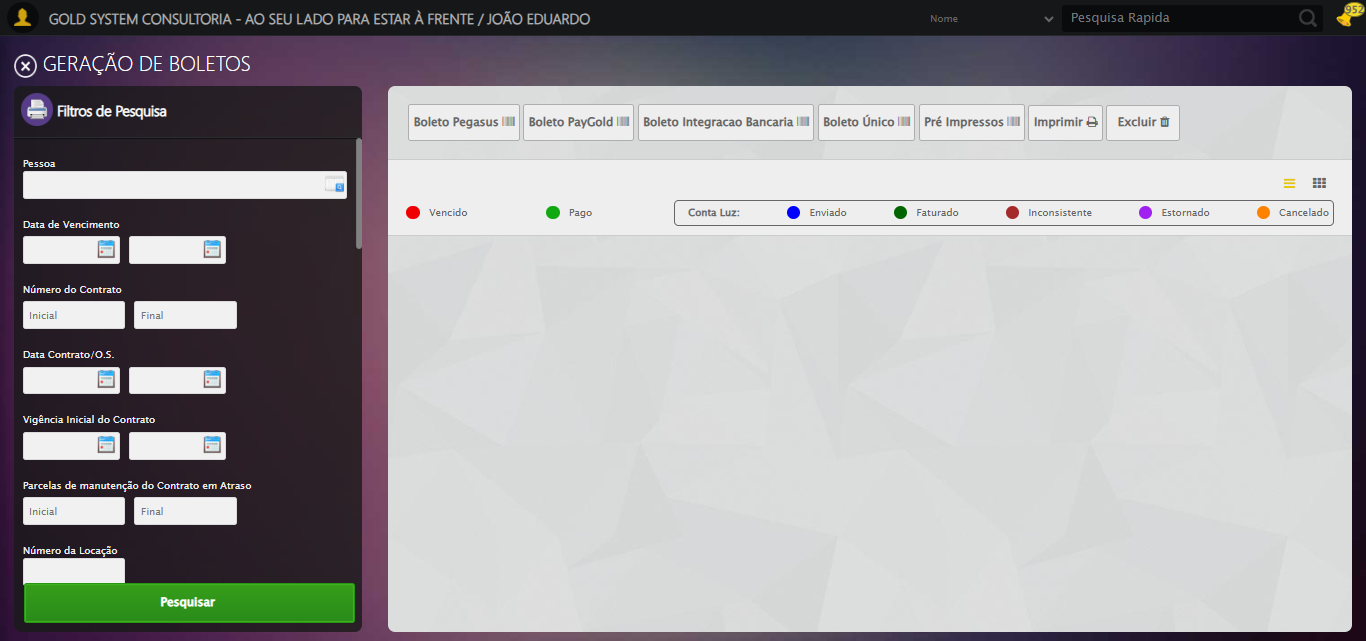 GOLD SYSTEM CONSULTORIA - AO SEU LADO PARA ESTAR À FRENTE / JOÃO EDUARDO
Nome
Pesquisa Rapida
952
GERAÇÃO DE BOLETOS
Filtros de Pesquisa
Pessoa
Data de Vencimento
Número do Contrato
Inicial Final
Data Contrato/O.S.
Vigência Inicial do Contrato
Parcelas de manutenção do Contrato em Atraso
Inicial Final
Número da Locação
Pesquisar
Boleto Pegasus Boleto PayGold Boleto Integracao Bancaria Boleto Único Pré Impressos Imprimir Excluir
Vencido Pago Conta Luz: Enviado Faturado Inconsistente Estornado Cancelado